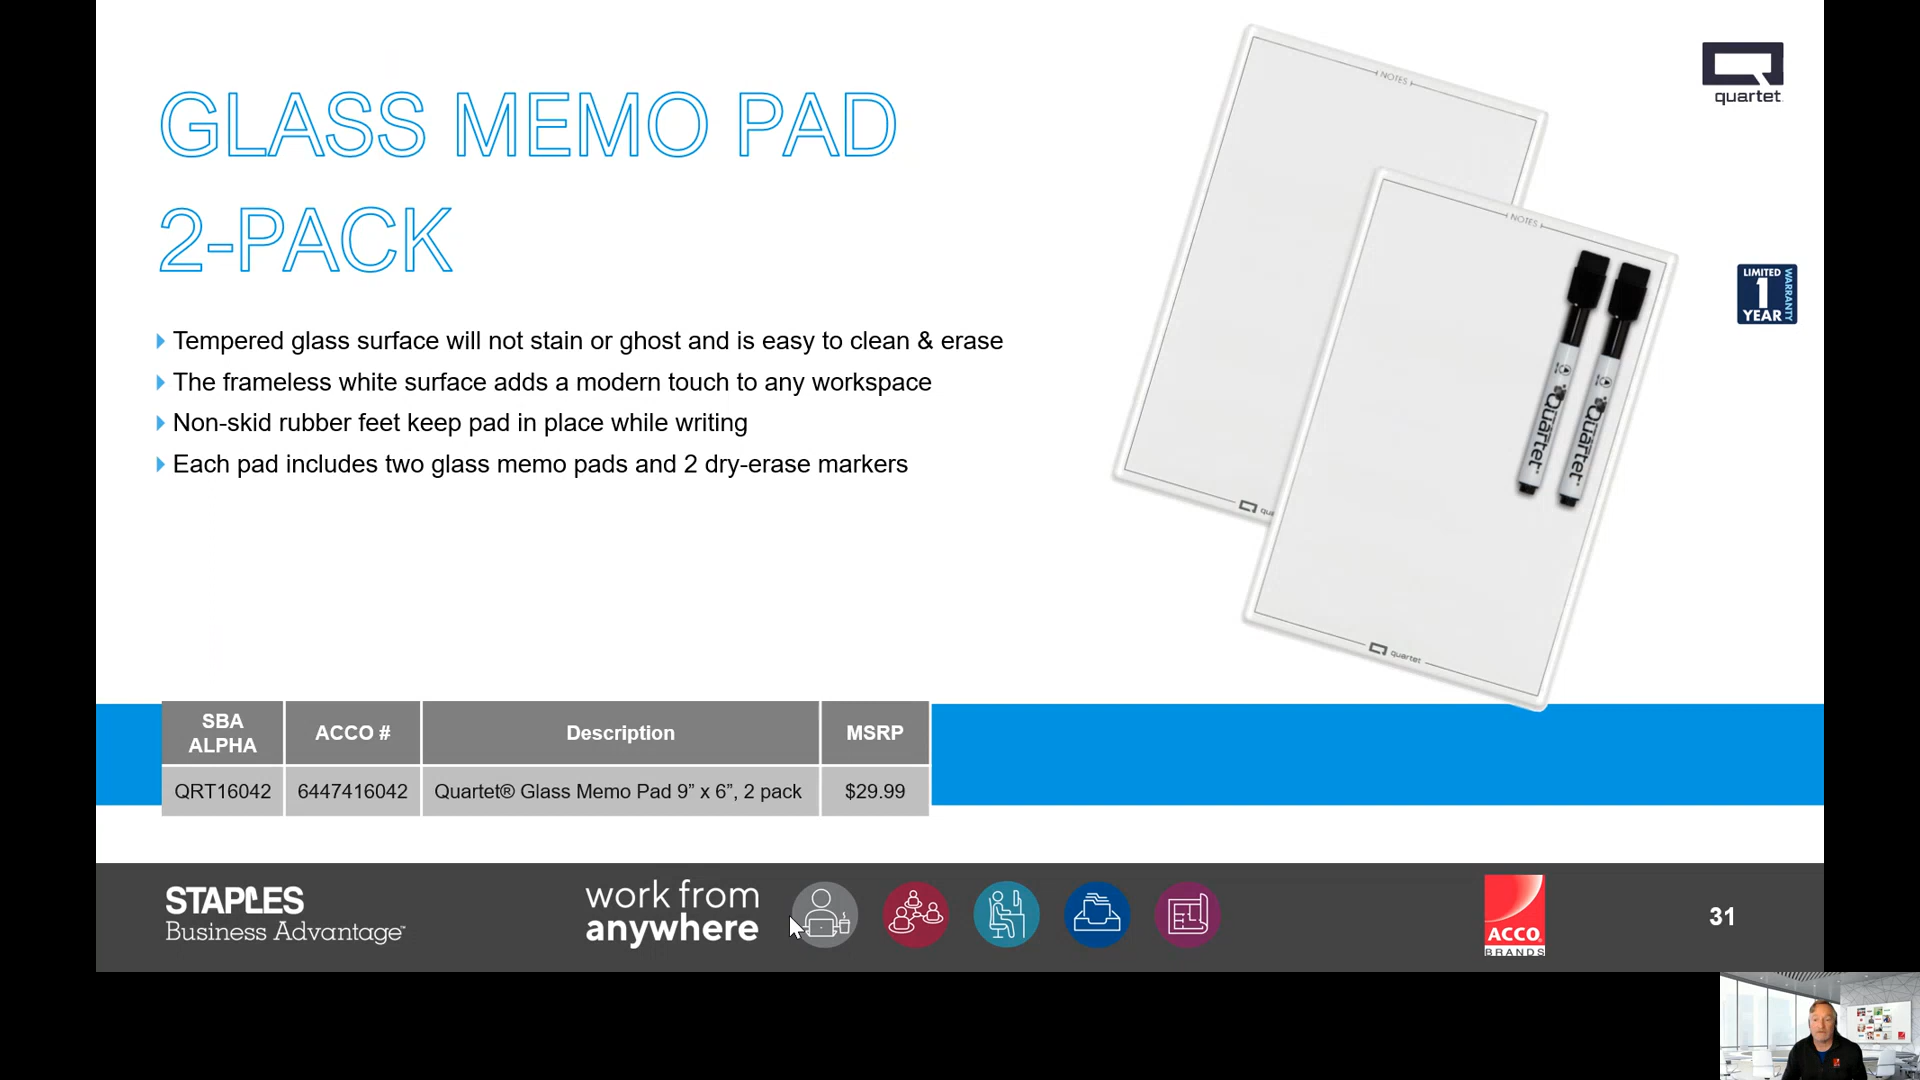 GLASS MEMO PAD
2-PACK
Tempered glass surface will not stain or ghost and is easy to clean & erase
The frameless white surface adds a modern touch to any workspace
Non-skid rubber feet keep pad in place while writing
Each pad includes two glass memo pads and 2 dry-erase markers
NOTES
NOTES
Quartet
Quartet
qua
quartet
quartet
LIMITED
1
YEAR
WARRANTY
SBA ALPHA ACCO # Description MSRP
QRT16042 6447416042 Quartet® Glass Memo Pad 9” x 6”, 2 pack $29.99
STAPLES
Business Advantage™
work from
anywhere
ACCO
BRANDS
31